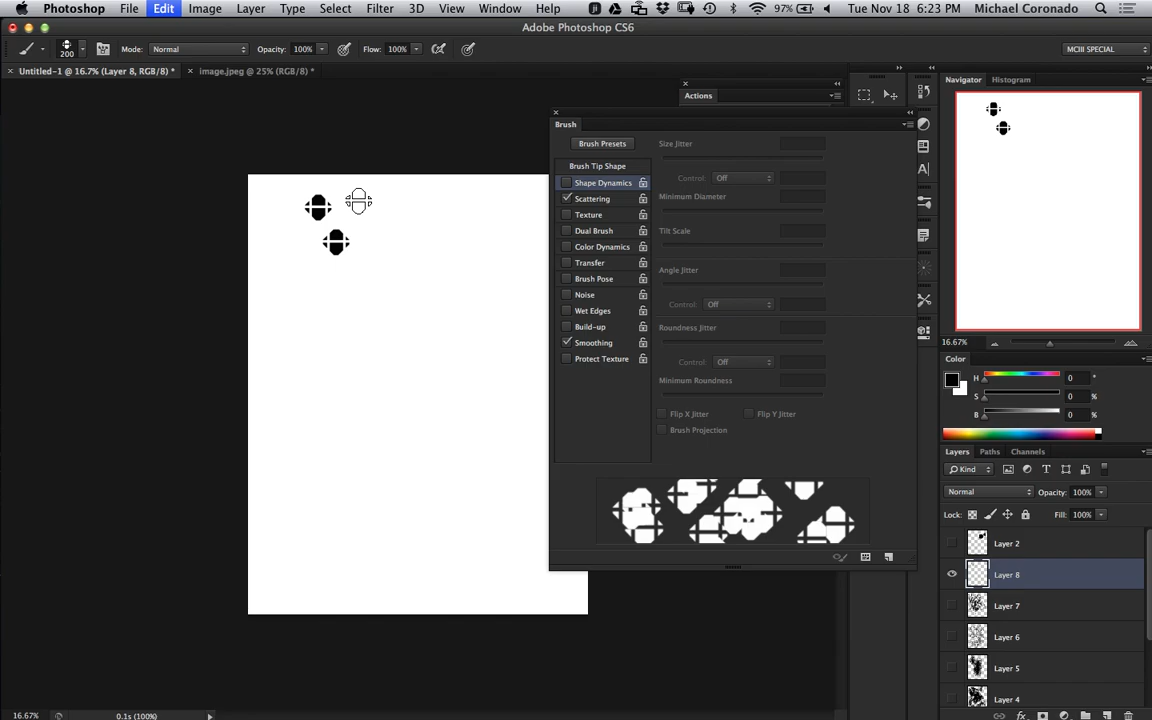 Photoshop File Edit Image Layer Type Select Filter 3D View Window Help 97% Tue Nov 18 6:23 PM Michael Coronado
Adobe Photoshop CS6
200 Mode: Normal Opacity: 100% Flow: 100% MCIII SPECIAL
Untitled-1 @ 16.7% (Layer 8, RGB/8) * image.jpeg @ 25% (RGB/8) *
Actions
Brush
Brush Presets
Brush Tip Shape
Shape Dynamics
Scattering
Texture
Dual Brush
Color Dynamics
Transfer
Brush Pose
Noise
Wet Edges
Build-up
Smoothing
Protect Texture
Size Jitter
Control: Off
Minimum Diameter
Tilt Scale
Angle Jitter
Control: Off
Roundness Jitter
Control: Off
Minimum Roundness
Flip X Jitter Flip Y Jitter
Brush Projection
Navigator Histogram
16.67%
Color
H 0 °
S 0 %
B 0 %
Layers Paths Channels
Kind
Normal Opacity: 100%
Lock: Fill: 100%
Layer 2
Layer 8
Layer 7
Layer 6
Layer 5
Layer 4
16.67% 0.1s (100%)